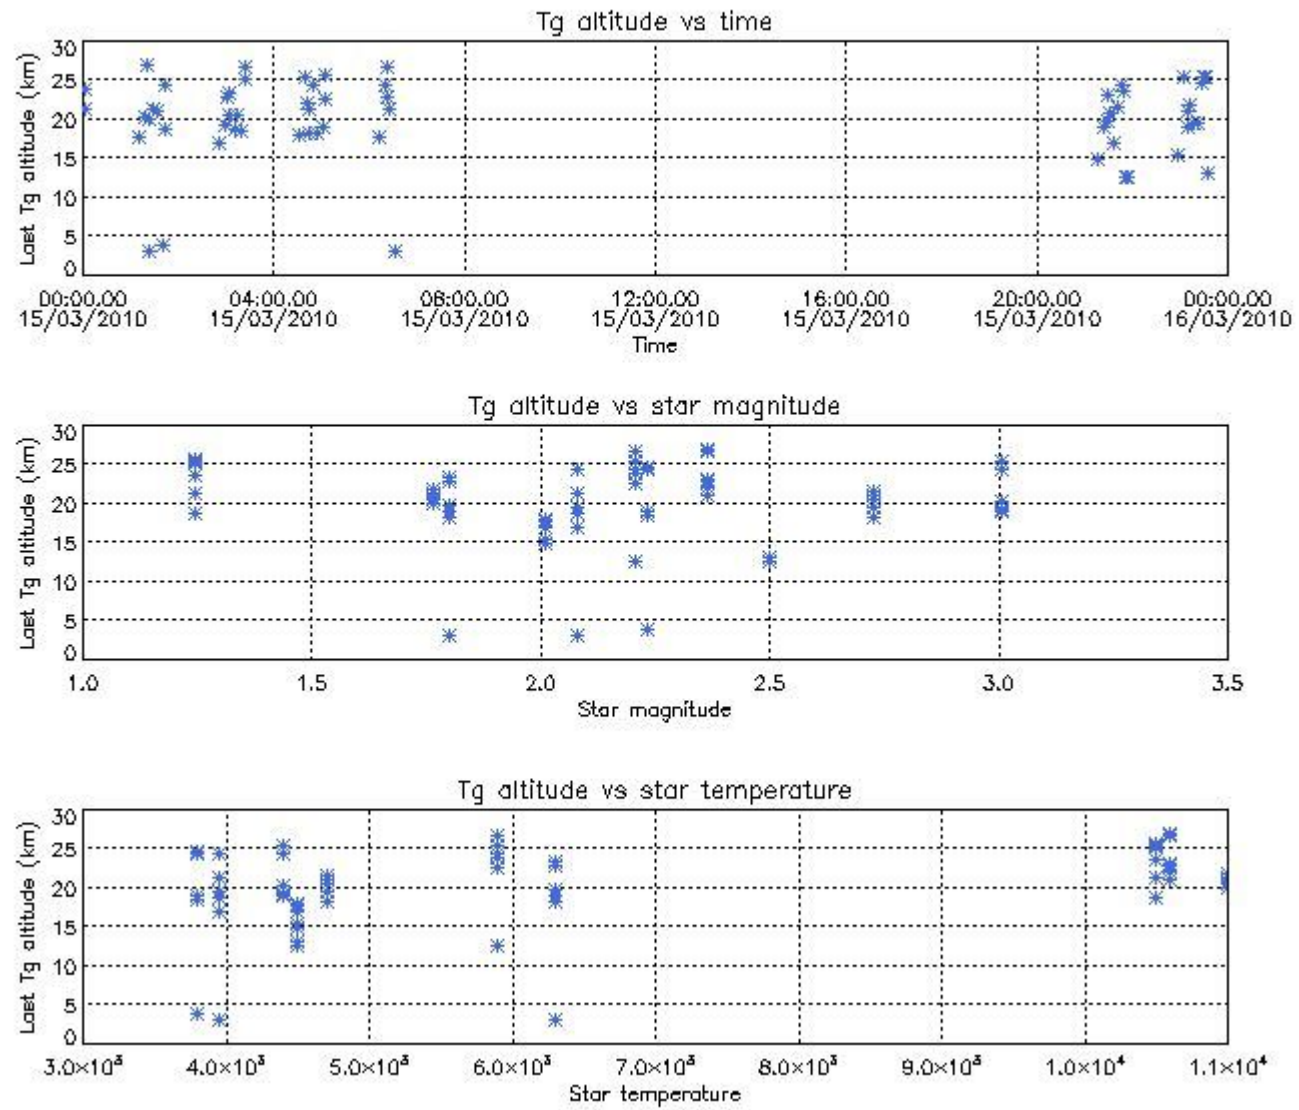 Tg altitude vs time
Last Tg altitude (km)
30
25
20
15
10
5
0
00:00.00 04:00.00 08:00.00 12:00.00 16:00.00 20:00.00 00:00.00
15/03/2010 15/03/2010 15/03/2010 15/03/2010 15/03/2010 15/03/2010 16/03/2010
Time
Tg altitude vs star magnitude
Last Tg altitude (km)
30
25
20
15
10
5
0
1.0 1.5 2.0 2.5 3.0 3.5
Star magnitude
Tg altitude vs star temperature
Last Tg altitude (km)
30
25
20
15
10
5
0
3.0×10³ 4.0×10³ 5.0×10³ 6.0×10³ 7.0×10³ 8.0×10³ 9.0×10³ 1.0×10⁴ 1.1×10⁴
Star temperature